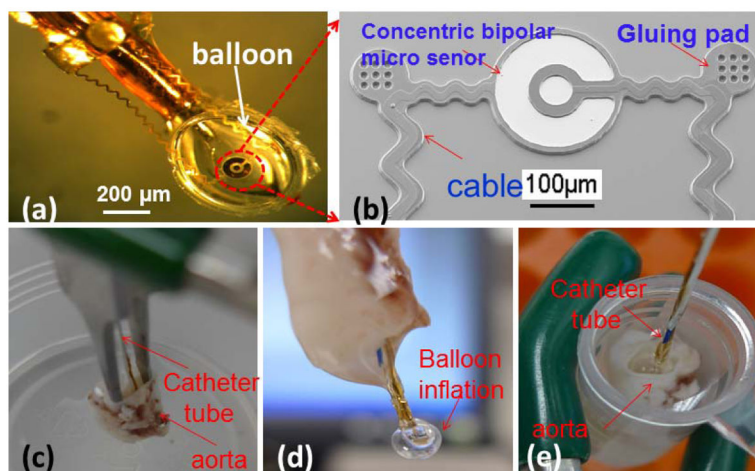 balloon
200 µm
(a)
Concentric bipolar
micro senor
Gluing pad
cable
100µm
(b)
Catheter
tube
aorta
(c)
Balloon
inflation
(d)
Catheter
tube
aorta
(e)